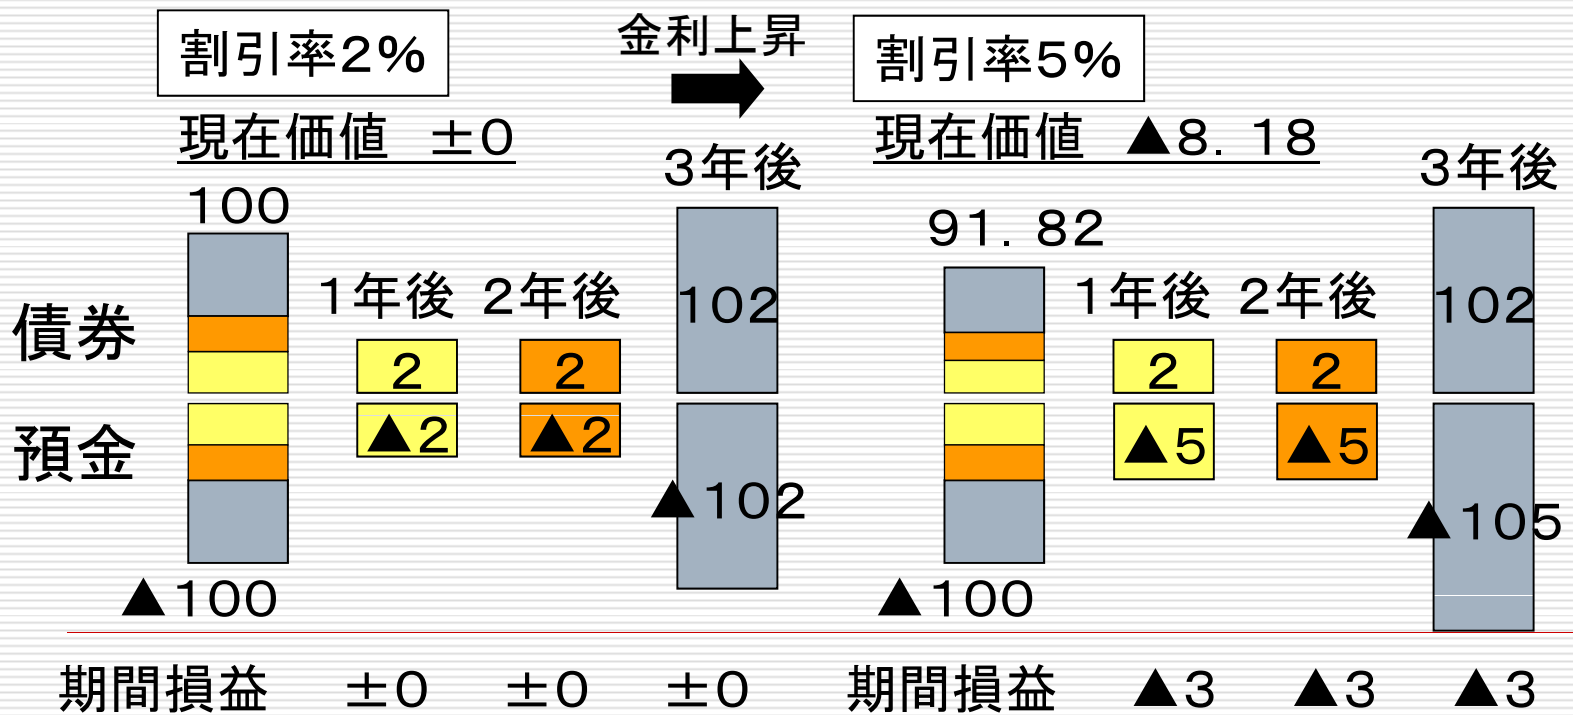 割引率２％
現在価値　±０
100
債券
預金
▲100
1年後
2
▲2
2年後
2
▲2
金利上昇
3年後
102
▲102
期間損益　±０　±０　±０
割引率５％
現在価値　▲８．１８
91．82
▲100
1年後
2
▲5
2年後
2
▲5
3年後
102
▲105
期間損益　▲３　▲３　▲３